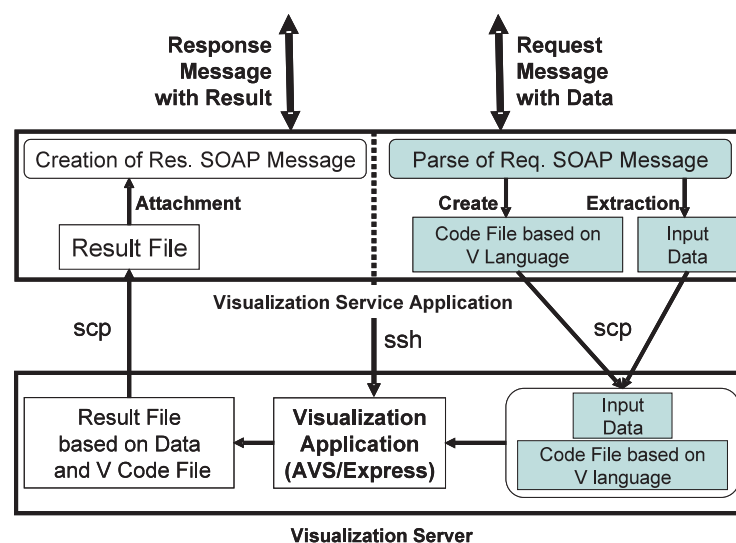 Response
Message
with Result
Request
Message
with Data
Creation of Res. SOAP Message
Parse of Req. SOAP Message
Attachment
Create
Extraction
Result File
Code File based on
V Language
Input
Data
Visualization Service Application
scp
ssh
scp
Result File
based on Data
and V Code File
Visualization
Application
(AVS/Express)
Input
Data
Code File based on
V language
Visualization Server